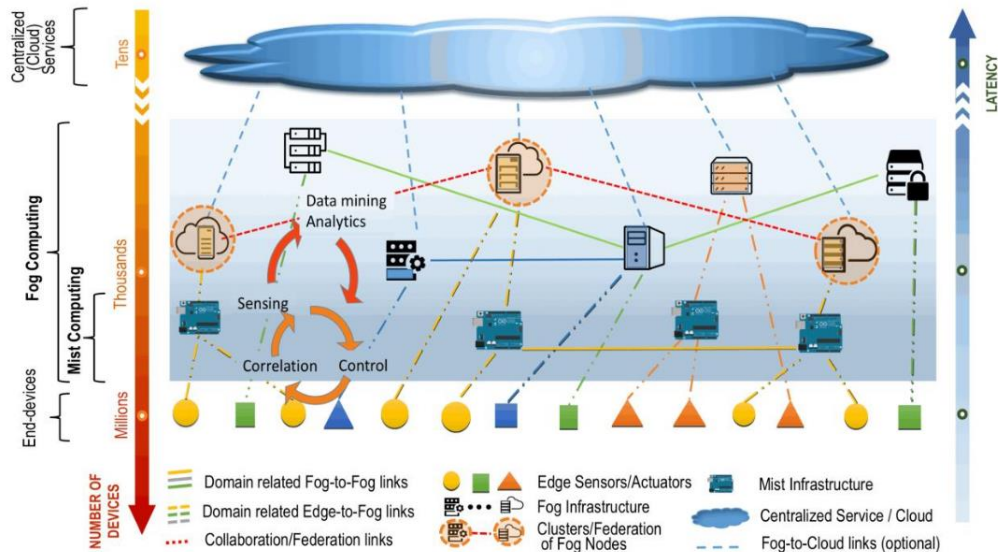 Centralized
(Cloud)
Services
Tens
LATENCY
Fog Computing
Thousands
Mist Computing
End-devices
Millions
NUMBER OF
DEVICES
Data mining
Analytics
Sensing
Correlation
Control
Domain related Fog-to-Fog links
Domain related Edge-to-Fog links
Collaboration/Federation links
Edge Sensors/Actuators
Fog Infrastructure
Clusters/Federation
of Fog Nodes
Mist Infrastructure
Centralized Service / Cloud
Fog-to-Cloud links (optional)